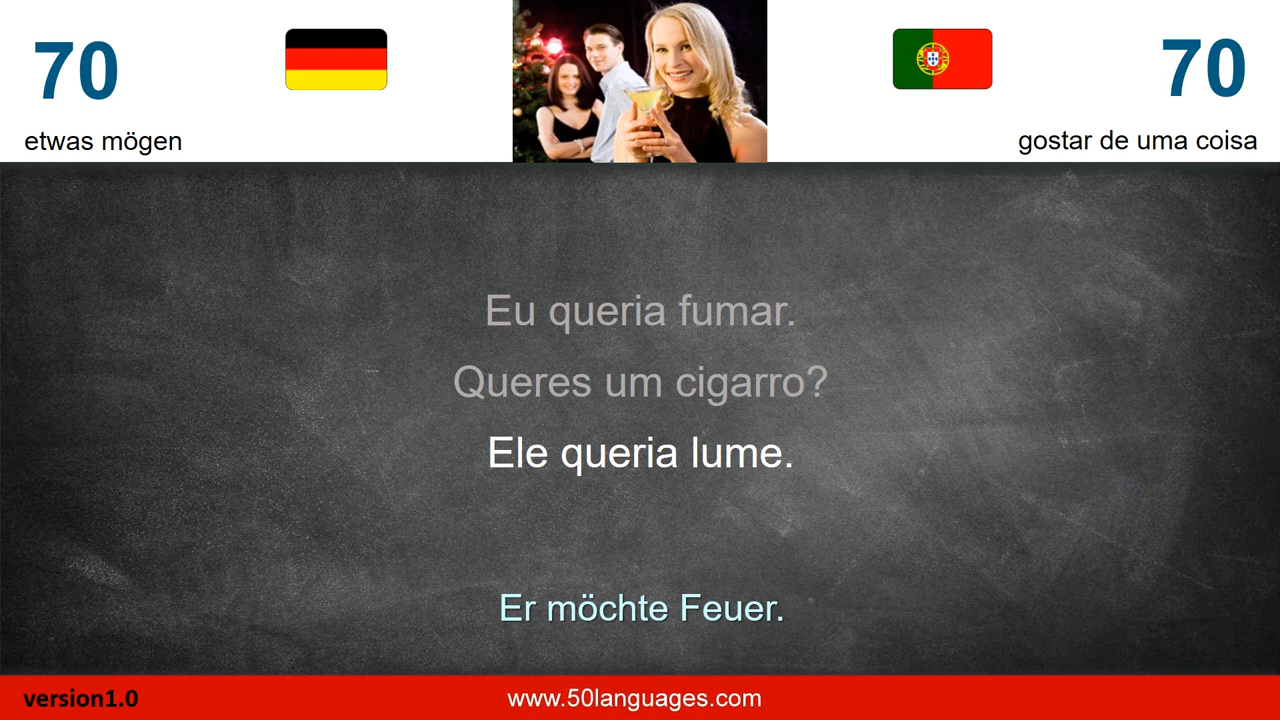 70
70
etwas mögen
gostar de uma coisa
Eu queria fumar.
Queres um cigarro?
Ele queria lume.
Er möchte Feuer.
version1.0
www.50languages.com